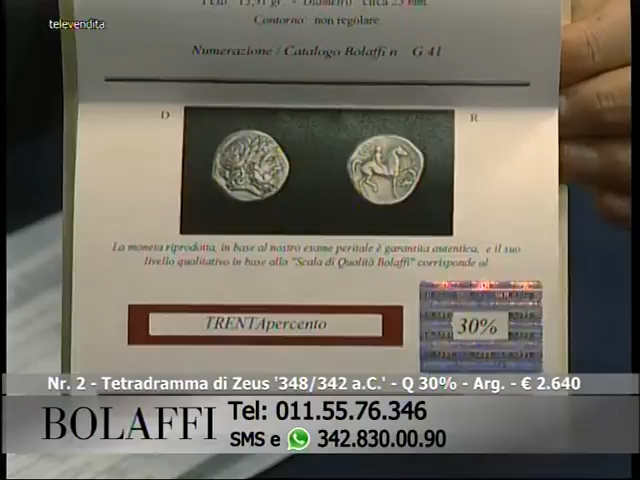 televendita
Peso 13,91 gr. - Diametro circa 25 mm.
Contorno non regolare
Numerazione / Catalogo Bolaffi n G 41
D R
La moneta riprodotta, in base al nostro esame peritale è garantita autentica, e il suo
livello qualitativo in base alla "Scala di Qualità Bolaffi" corrisponde al
TRENTApercento
30%
Nr. 2 - Tetradramma di Zeus '348/342 a.C.' - Q 30% - Arg. - € 2.640
BOLAFFI
Tel: 011.55.76.346
SMS e 342.830.00.90